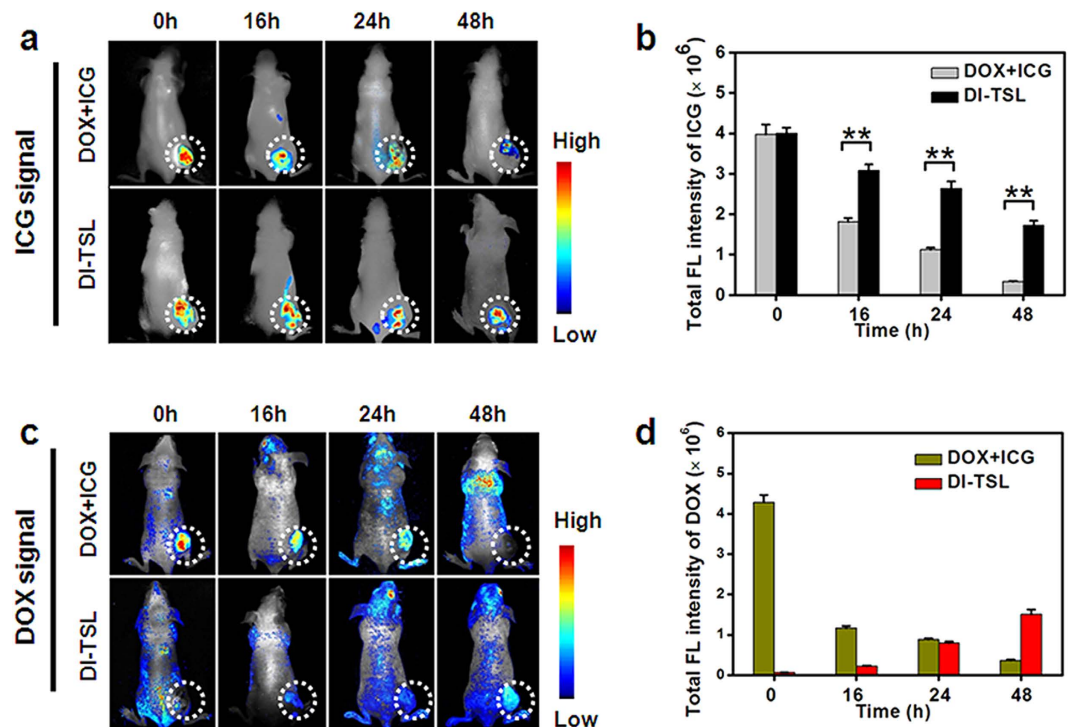 a
0h 16h 24h 48h
ICG signal
DOX+ICG
DI-TSL
High
Low
b
Total FL intensity of ICG (× 10⁶)
6
5
4
3
2
1
0
DOX+ICG
DI-TSL
**
**
**
0 16 24 48
Time (h)
c
0h 16h 24h 48h
DOX signal
DOX+ICG
DI-TSL
High
Low
d
Total FL intensity of DOX (× 10⁶)
6
5
4
3
2
1
0
DOX+ICG
DI-TSL
0 16 24 48
Time (h)